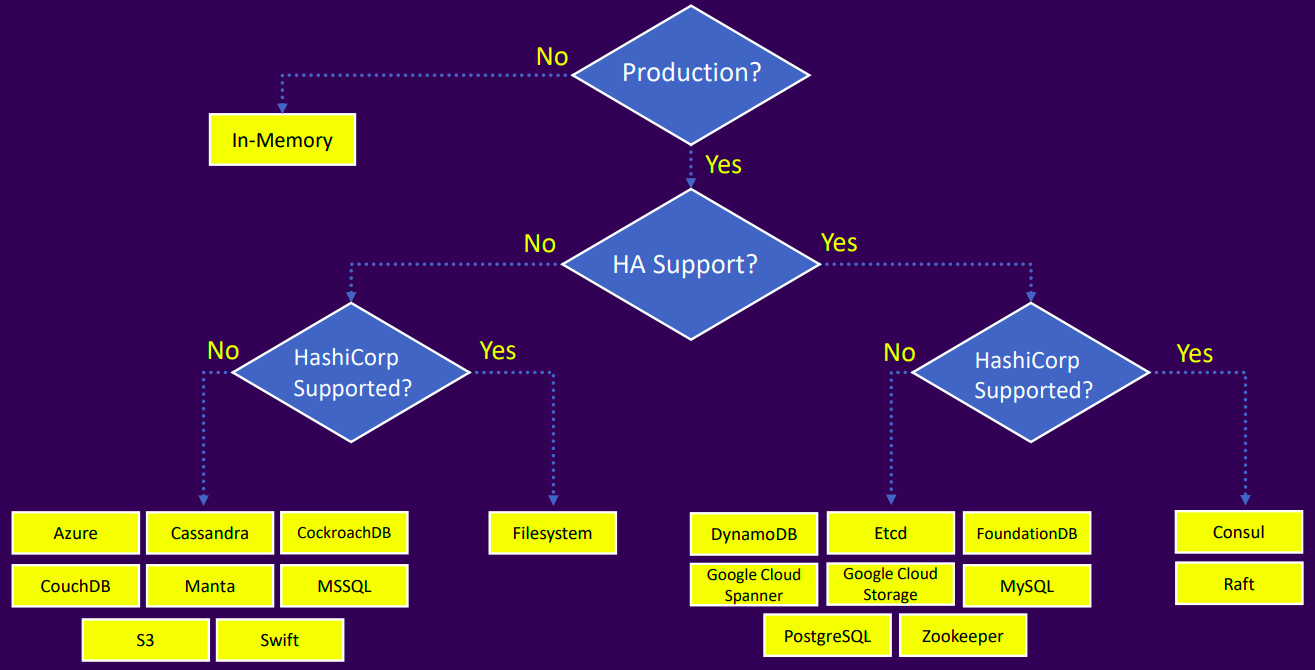 Production?
No
In-Memory
Yes
HA Support?
No
Yes
HashiCorp
Supported?
No
Yes
HashiCorp
Supported?
No
Yes
Azure
Cassandra
CockroachDB
CouchDB
Manta
MSSQL
S3
Swift
Filesystem
DynamoDB
Etcd
FoundationDB
Google Cloud
Spanner
Google Cloud
Storage
MySQL
PostgreSQL
Zookeeper
Consul
Raft